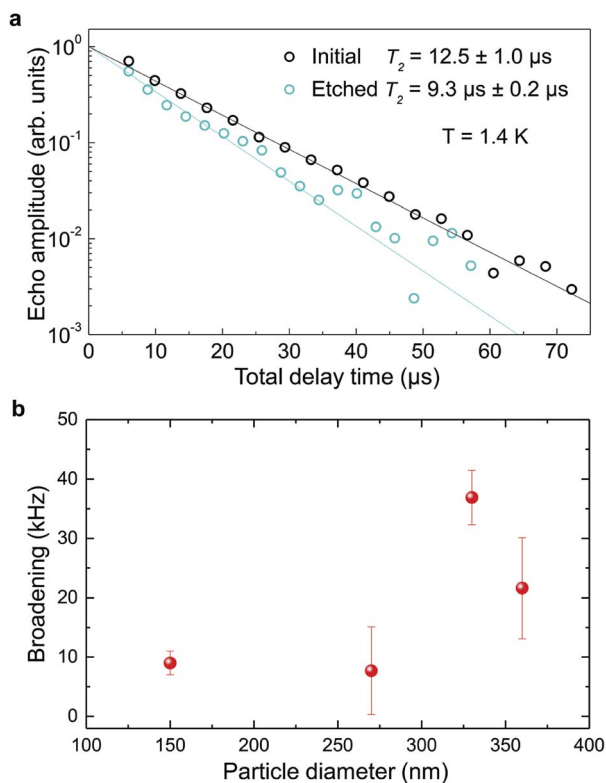 a
10⁰
10⁻¹
10⁻²
10⁻³
Echo amplitude (arb. units)
Initial T₂ = 12.5 ± 1.0 µs
Etched T₂ = 9.3 µs ± 0.2 µs
T = 1.4 K
0 10 20 30 40 50 60 70
Total delay time (µs)
b
50
40
30
20
10
0
Broadening (kHz)
100 150 200 250 300 350 400
Particle diameter (nm)